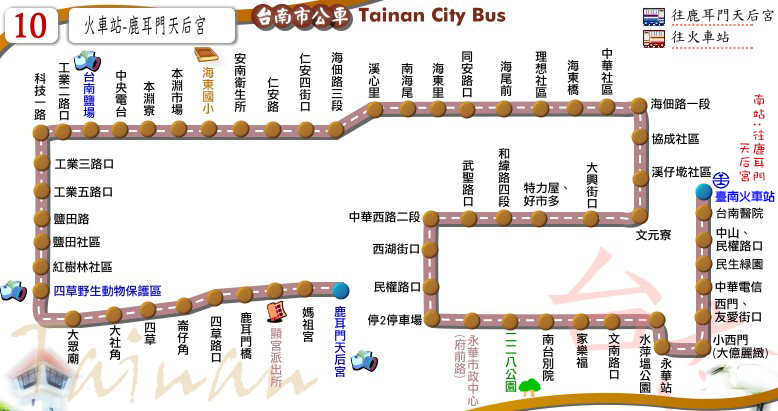 10
火車站-鹿耳門天后宮
台南市公車 Tainan City Bus
往鹿耳門天后宮
往火車站
南站:往鹿耳門
天后宮
臺南火車站
台南醫院
中山、
民權路口
民生綠園
中華電信
西門、
友愛街口
小西門
(大億麗緻)
永華站
水萍塭公園
文南路口
家樂福
南台別院
二二八公園
永華市政中心
(府前路)
停2停車場
民權路口
西湖街口
中華西路二段
武聖路口
和緯路四段
特力屋、
好市多
大興街口
文元寮
溪仔墘社區
協成社區
海佃路一段
中華社區
海東橋
理想社區
海尾前
同安路口
海東里
南海尾
溪心里
海佃路三段
仁安四街口
仁安路
安南衛生所
海東國小
本淵市場
本淵寮
中央電台
台南鹽場
工業二路口
科技一路
工業三路口
工業五路口
鹽田路
鹽田社區
紅樹林社區
四草野生動物保護區
大眾廟
大社角
四草
崙仔角
四草路口
鹿耳門橋
顯宮派出所
媽祖宮
鹿耳門天后宮
台南
Tainan